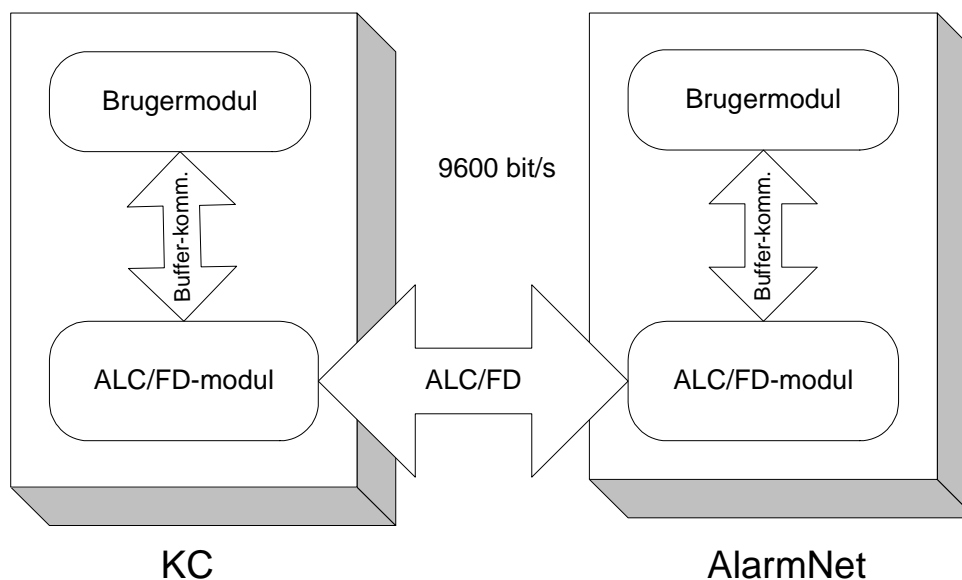 Brugermodul
Buffer-komm.
ALC/FD-modul
KC
9600 bit/s
ALC/FD
Brugermodul
Buffer-komm.
ALC/FD-modul
AlarmNet